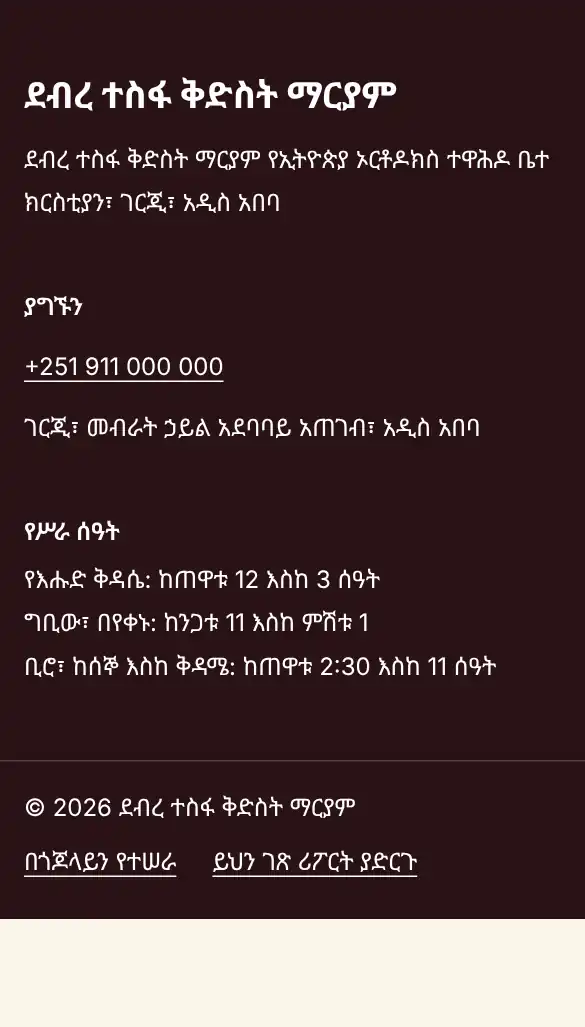 ደብረ ተስፋ ቅድስት ማርያም
ደብረ ተስፋ ቅድስት ማርያም የኢትዮጵያ ኦርቶዶክስ ተዋሕዶ ቤተ
ክርስቲያን፣ ገርጂ፣ አዲስ አበባ
ያግኙን
+251 911 000 000
ገርጂ፣ መብራት ኃይል አደባባይ አጠገብ፣ አዲስ አበባ
የሥራ ሰዓት
የእሑድ ቅዳሴ: ከጠዋቱ 12 እስከ 3 ሰዓት
ግቢው፣ በየቀኑ: ከንጋቱ 11 እስከ ምሽቱ 1
ቢሮ፣ ከሰኞ እስከ ቅዳሜ: ከጠዋቱ 2:30 እስከ 11 ሰዓት
© 2026 ደብረ ተስፋ ቅድስት ማርያም
በጎጆላይን የተሠራ ይህን ገጽ ሪፖርት ያድርጉ